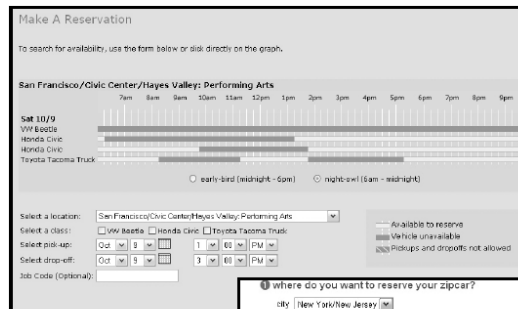 Make A Reservation
To search for availability, use the form below or click directly on the graph.
San Francisco/Civic Center/Hayes Valley: Performing Arts
7am 8am 9am 10am 11am 12pm 1pm 2pm 3pm 4pm 5pm 6pm 7pm 8pm 9pm
Sat 10/9
VW Beetle
Honda Civic
Honda Civic
Toyota Tacoma Truck
early-bird (midnight - 6pm) night-owl (6am - midnight)
Select a location: San Francisco/Civic Center/Hayes Valley: Performing Arts
Select a class: VW Beetle Honda Civic Toyota Tacoma Truck
Select pick-up: Oct 9 1 00 PM
Select drop-off: Oct 9 3 00 PM
Job Code (Optional):
Available to reserve
Vehicle unavailable
Pickups and dropoffs not allowed
1 where do you want to reserve your zipcar?
city New York/New Jersey